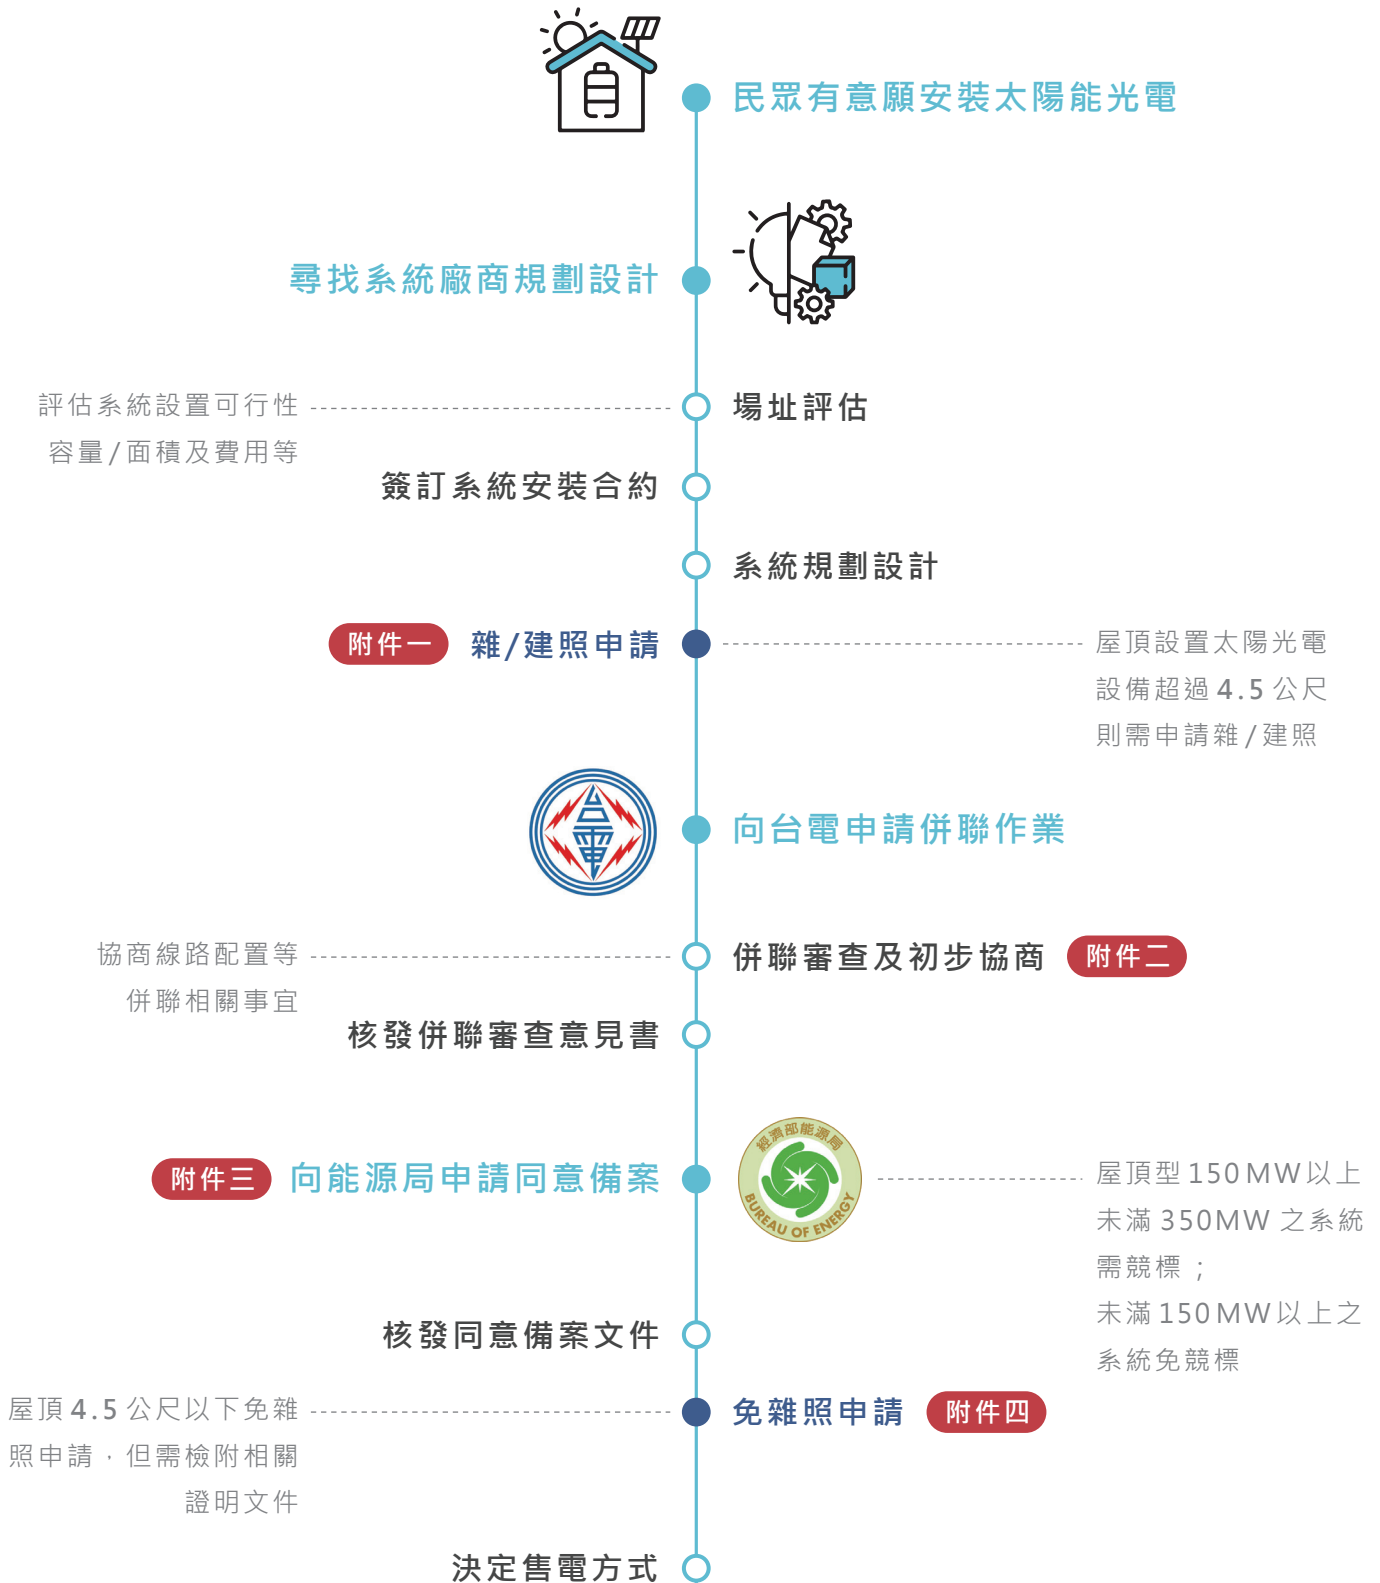 民眾有意願安裝太陽能光電
尋找系統廠商規劃設計
場址評估
評估系統設置可行性
容量/面積及費用等
簽訂系統安裝合約
系統規劃設計
附件一 雜/建照申請
屋頂設置太陽光電
設備超過4.5公尺
則需申請雜/建照
台電
向台電申請併聯作業
併聯審查及初步協商 附件二
協商線路配置等
併聯相關事宜
核發併聯審查意見書
附件三 向能源局申請同意備案
經濟部能源局
BUREAU OF ENERGY
屋頂型150MW以上
未滿350MW之系統
需競標；
未滿150MW以上之
系統免競標
核發同意備案文件
免雜照申請 附件四
屋頂4.5公尺以下免雜
照申請，但需檢附相關
證明文件
決定售電方式